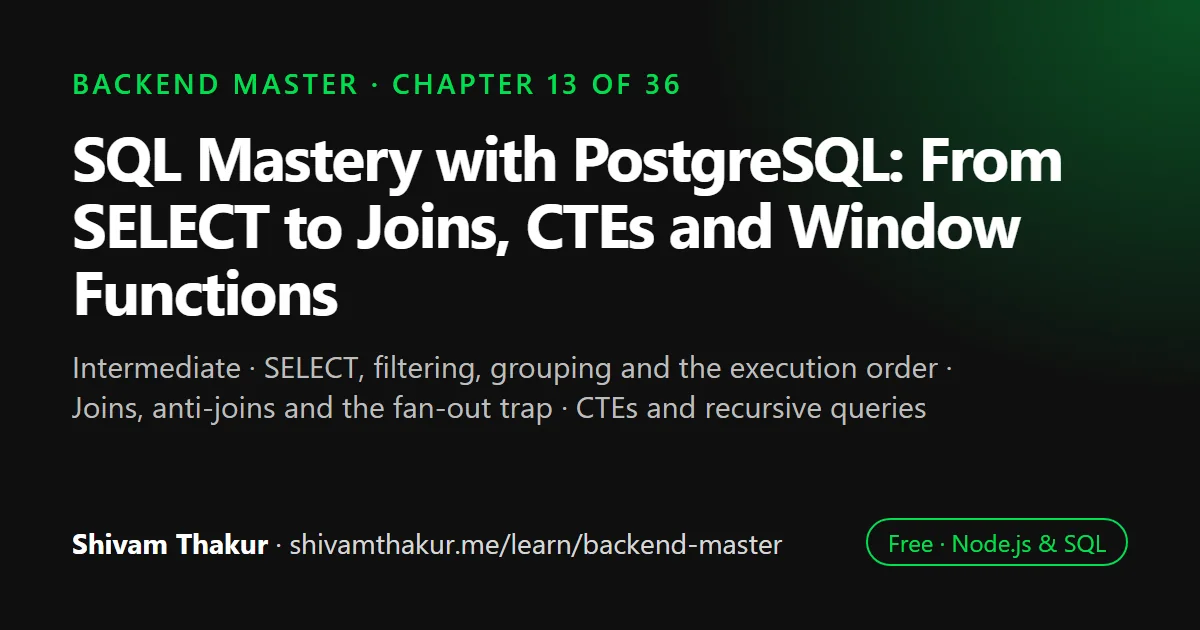 BACKEND MASTER · CHAPTER 13 OF 36
SQL Mastery with PostgreSQL: From
SELECT to Joins, CTEs and Window
Functions
Intermediate · SELECT, filtering, grouping and the execution order ·
Joins, anti-joins and the fan-out trap · CTEs and recursive queries
Shivam Thakur · shivamthakur.me/learn/backend-master
Free · Node.js & SQL